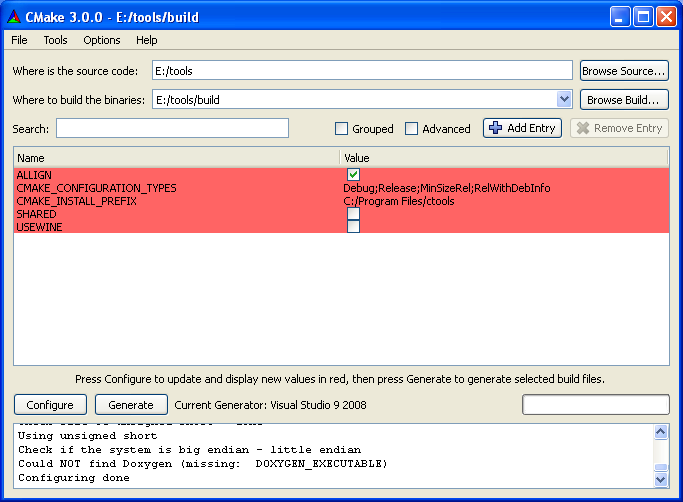 CMake 3.0.0 - E:/tools/build
File Tools Options Help
Where is the source code: E:/tools Browse Source...
Where to build the binaries: E:/tools/build Browse Build...
Search: Grouped Advanced Add Entry Remove Entry
Name Value
ALLIGN
CMAKE_CONFIGURATION_TYPES Debug;Release;MinSizeRel;RelWithDebInfo
CMAKE_INSTALL_PREFIX C:/Program Files/ctools
SHARED
USEWINE
Press Configure to update and display new values in red, then press Generate to generate selected build files.
Configure Generate Current Generator: Visual Studio 9 2008
Using unsigned short
Check if the system is big endian - little endian
Could NOT find Doxygen (missing:  DOXYGEN_EXECUTABLE)
Configuring done